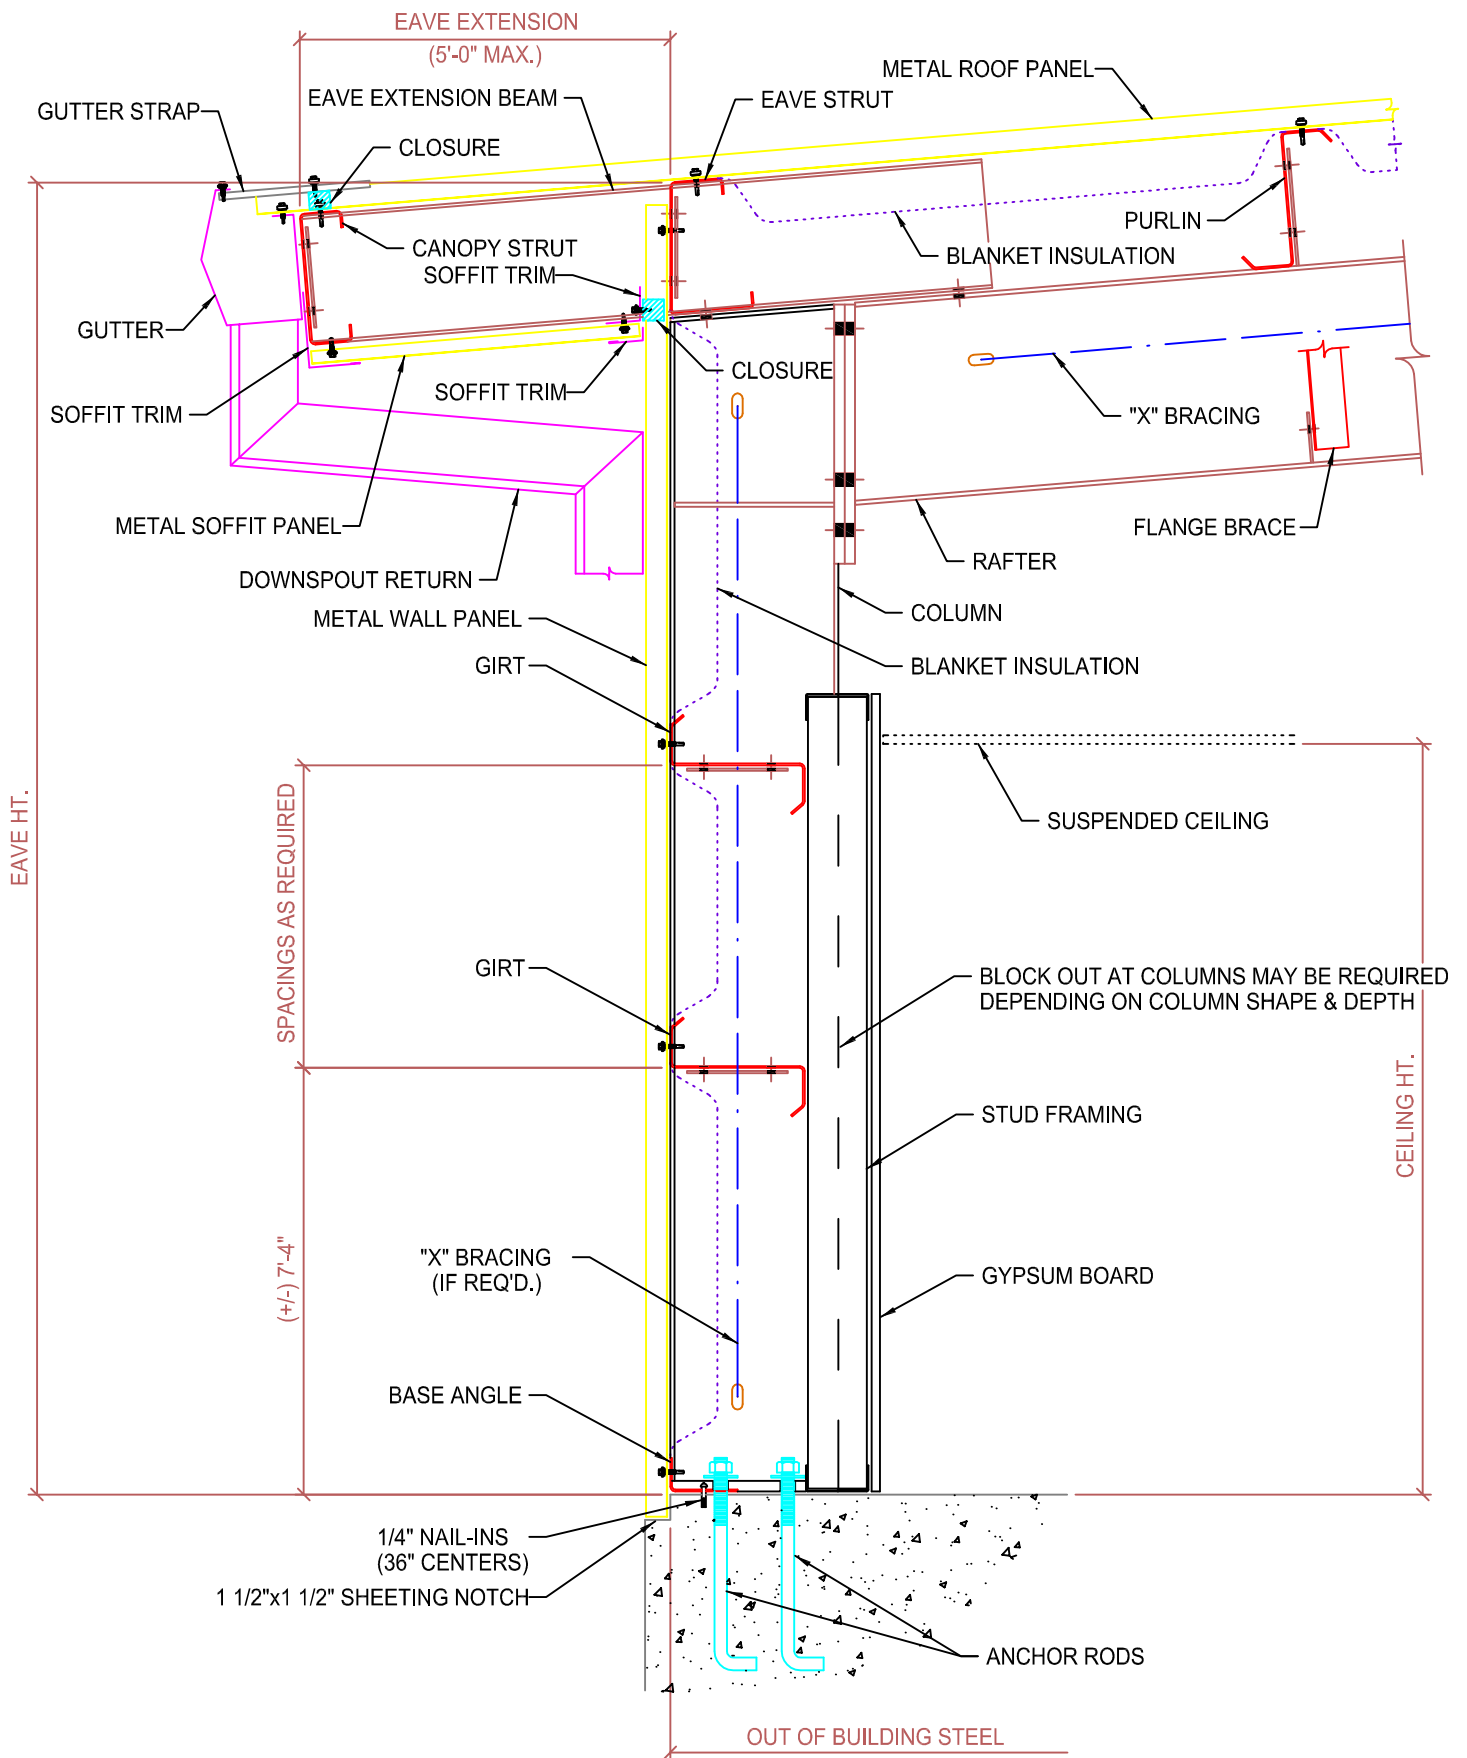 EAVE EXTENSION
(5'-0" MAX.)
METAL ROOF PANEL
GUTTER STRAP
EAVE EXTENSION BEAM
EAVE STRUT
CLOSURE
CANOPY STRUT
PURLIN
SOFFIT TRIM
BLANKET INSULATION
GUTTER
CLOSURE
SOFFIT TRIM
SOFFIT TRIM
"X" BRACING
METAL SOFFIT PANEL
FLANGE BRACE
DOWNSPOUT RETURN
RAFTER
METAL WALL PANEL
COLUMN
GIRT
BLANKET INSULATION
EAVE HT.
SPACINGS AS REQUIRED
SUSPENDED CEILING
GIRT
BLOCK OUT AT COLUMNS MAY BE REQUIRED
DEPENDING ON COLUMN SHAPE & DEPTH
CEILING HT.
STUD FRAMING
(+/-) 7'-4"
"X" BRACING
(IF REQ'D.)
GYPSUM BOARD
BASE ANGLE
1/4" NAIL-INS
(36" CENTERS)
1 1/2"x1 1/2" SHEETING NOTCH
ANCHOR RODS
OUT OF BUILDING STEEL